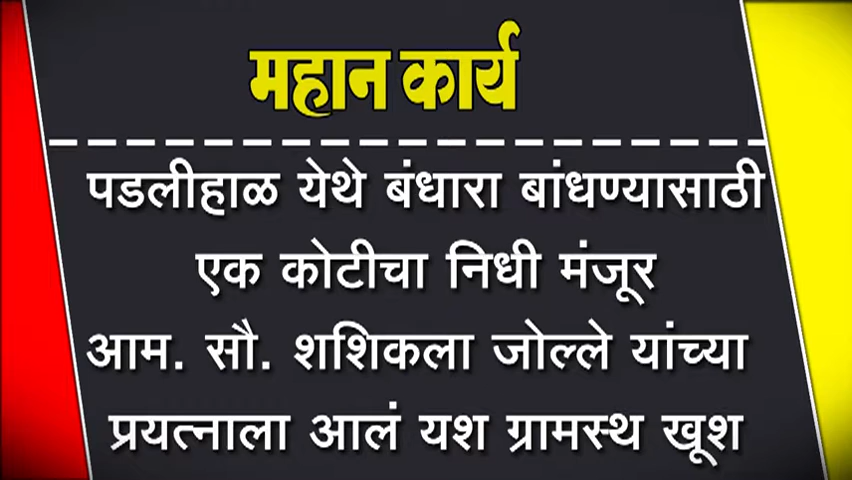 महान कार्य
पडलीहाळ येथे बंधारा बांधण्यासाठी
एक कोटीचा निधी मंजूर
आम. सौ. शशिकला जोल्ले यांच्या
प्रयत्नाला आलं यश ग्रामस्थ खूश